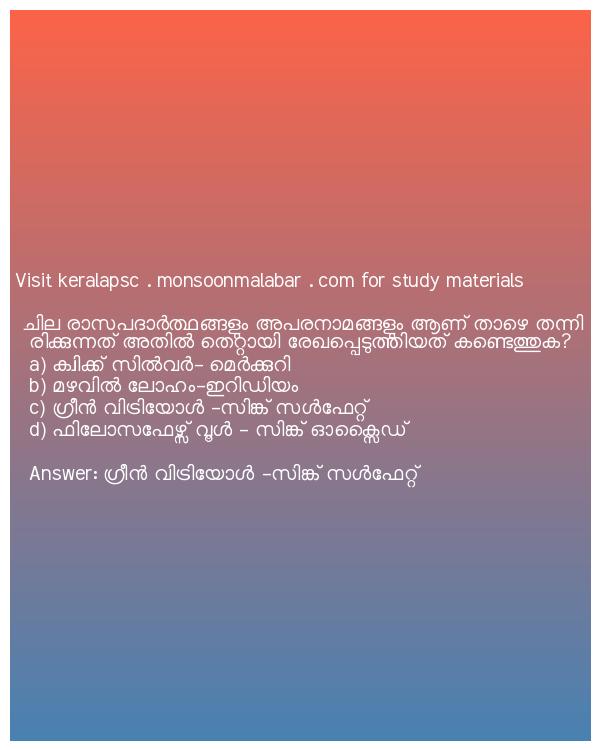 Visit keralapsc . monsoonmalabar . com for study materials
ചില രാസപദാർത്ഥങ്ങളും അപരനാമങ്ങളും ആണ് താഴെ തന്നി
രിക്കുന്നത് അതിൽ തെറ്റായി രേഖപ്പെടുത്തിയത് കണ്ടെത്തുക?
a) ക്വിക്ക് സിൽവർ- മെർക്കുറി
b) മഴവിൽ ലോഹം-ഇറിഡിയം
c) ഗ്രീൻ വിട്രിയോൾ -സിങ്ക് സൾഫേറ്റ്
d) ഫിലോസഫേഴ്സ് വൂൾ - സിങ്ക് ഓക്സൈഡ്
Answer: ഗ്രീൻ വിട്രിയോൾ -സിങ്ക് സൾഫേറ്റ്